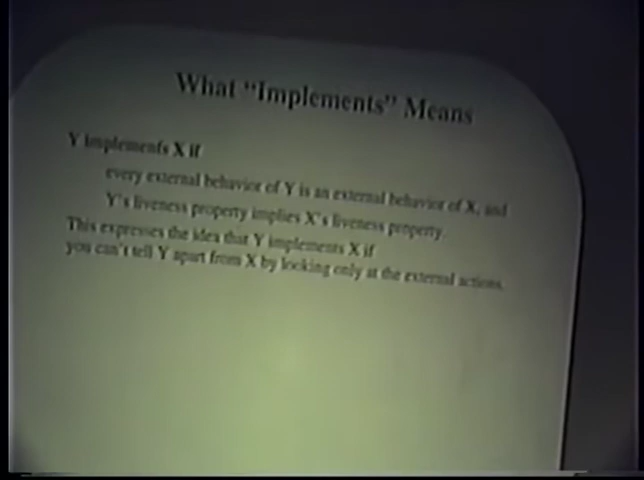 What "Implements" Means
Y implements X if
every external behavior of Y is an external behavior of X, and
Y's liveness property implies X's liveness property.
This expresses the idea that Y implements X if
you can't tell Y apart from X by looking only at the external actions.